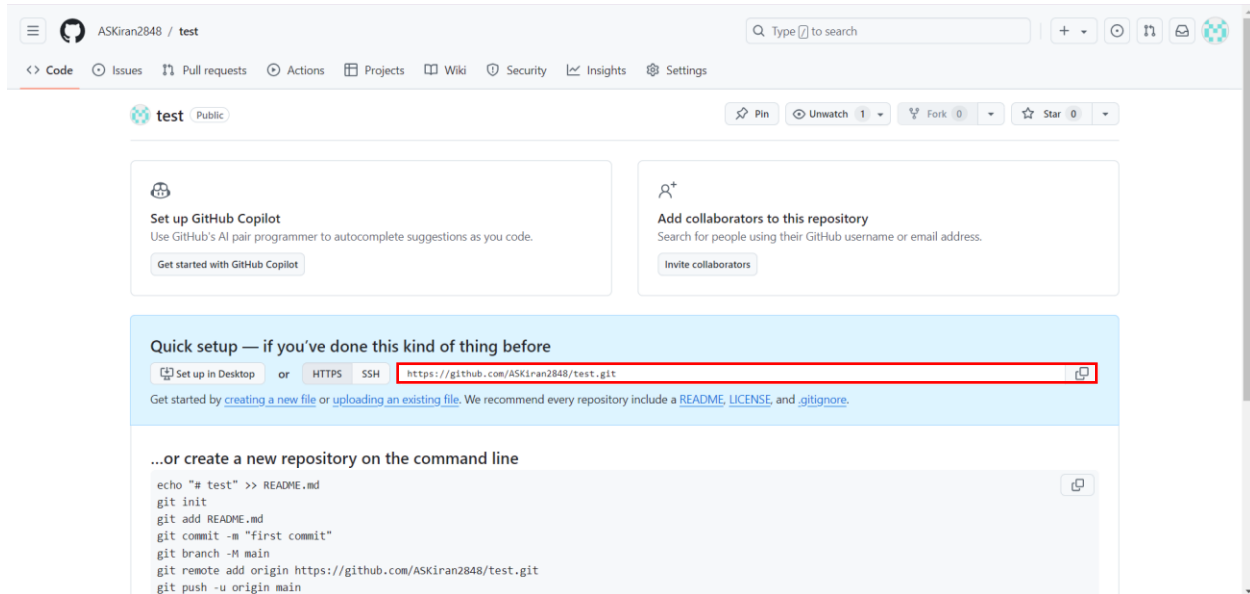 ASKiran2848 / test
Type / to search
Code Issues Pull requests Actions Projects Wiki Security Insights Settings
test Public
Pin Unwatch 1 Fork 0 Star 0
Set up GitHub Copilot
Use GitHub's AI pair programmer to autocomplete suggestions as you code.
Get started with GitHub Copilot
Add collaborators to this repository
Search for people using their GitHub username or email address.
Invite collaborators
Quick setup — if you've done this kind of thing before
Set up in Desktop or HTTPS SSH https://github.com/ASKiran2848/test.git
Get started by creating a new file or uploading an existing file. We recommend every repository include a README, LICENSE, and .gitignore.
...or create a new repository on the command line
echo "# test" >> README.md
git init
git add README.md
git commit -m "first commit"
git branch -M main
git remote add origin https://github.com/ASKiran2848/test.git
git push -u origin main